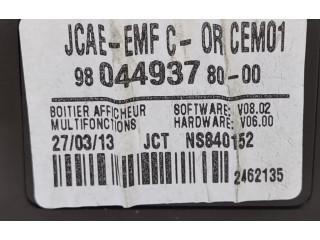 JCAE-EMF C- OR CEM01
98 044937 80-00
BOITIER AFFICHEUR SOFTWARE: V08.02
MULTIFONCTIONS HARDWARE: V06.00
27/03/13 JCT NS840152
2462135